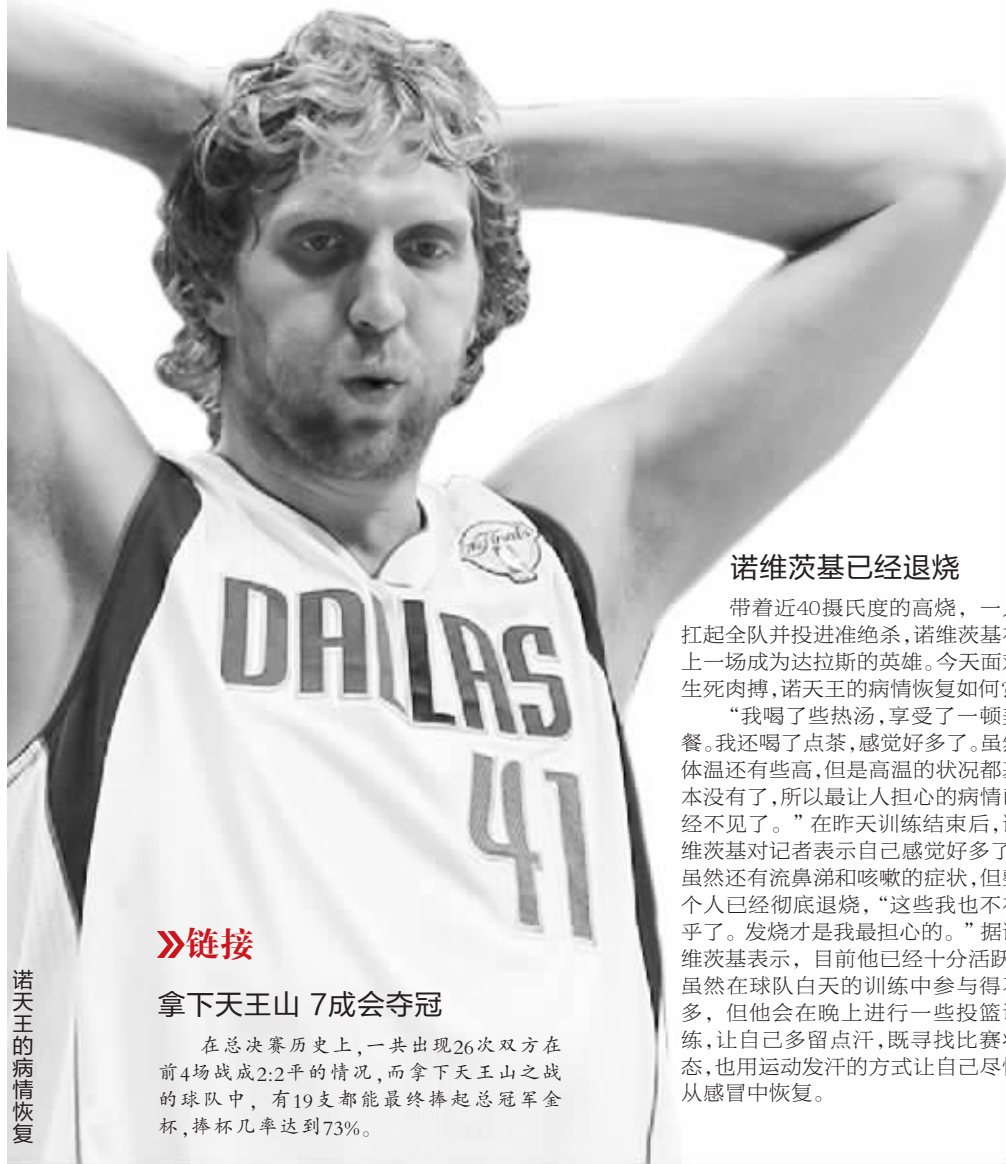 The Finals
DALLAS
41
诺维茨基已经退烧
带着近40摄氏度的高烧，一
扛起全队并投进准绝杀，诺维茨基
上一场成为达拉斯的英雄。今天面
生死肉搏，诺天王的病情恢复如何
“我喝了些热汤，享受了一顿
餐。我还喝了点茶，感觉好多了。虽
体温还有些高，但是高温的状况都
本没有了，所以最让人担心的病情
经不见了。”在昨天训练结束后，
维茨基对记者表示自己感觉好多了
虽然还有流鼻涕和咳嗽的症状，但
个人已经彻底退烧，“这些我也不
乎了。发烧才是我最担心的。”据
维茨基表示，目前他已经十分活跃
虽然在球队白天的训练中参与得
多，但他会在晚上进行一些投篮
练，让自己多留点汗，既寻找比赛
态，也用运动发汗的方式让自己尽
从感冒中恢复。
»链接
拿下天王山 7成会夺冠
在总决赛历史上，一共出现26次双方在
前4场战成2:2平的情况，而拿下天王山之战
的球队中，有19支都能最终捧起总冠军金
杯，捧杯几率达到73%。
诺天王的病情恢复